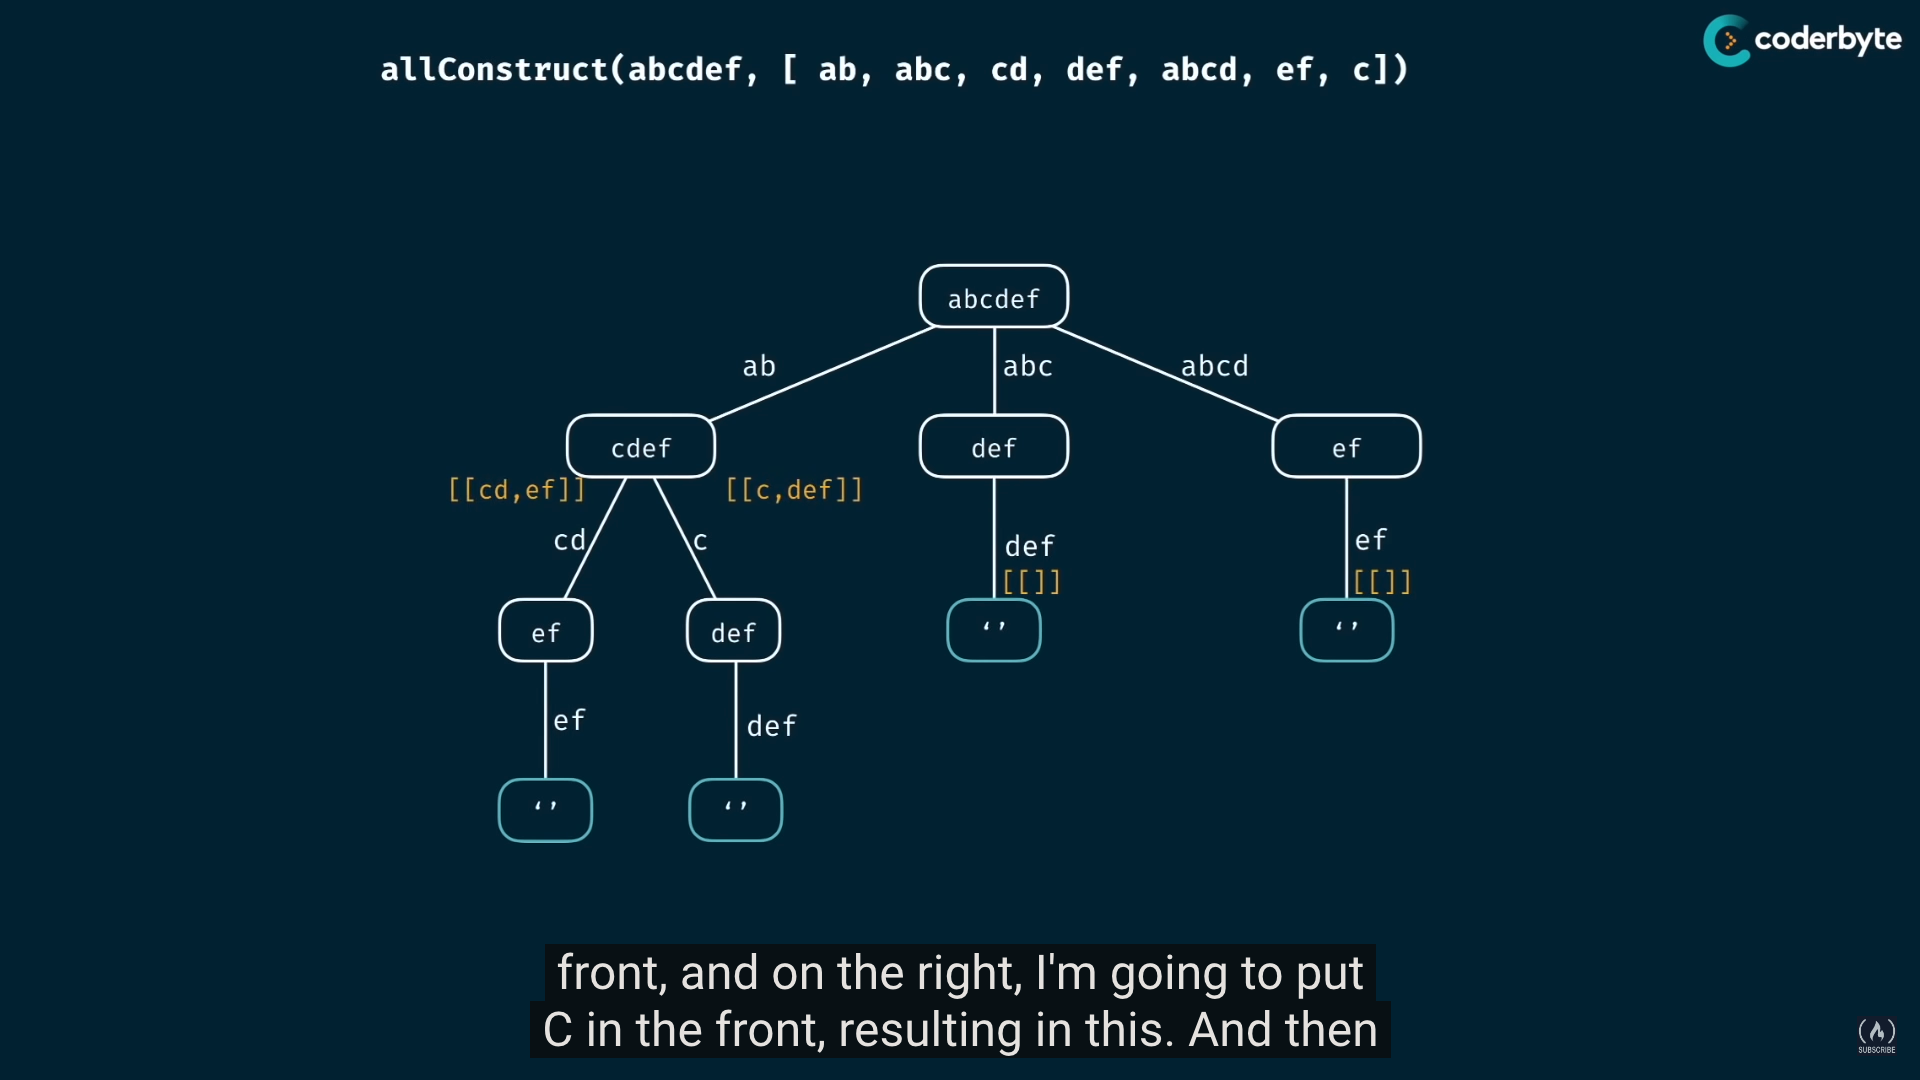 coderbyte
allConstruct(abcdef, [ ab, abc, cd, def, abcd, ef, c])
abcdef
ab
abc
abcd
cdef
def
ef
[[cd,ef]]
[[c,def]]
cd
c
def
ef
[[]]
[[]]
ef
def
‘’
‘’
ef
def
‘’
‘’
front, and on the right, I'm going to put
C in the front, resulting in this. And then
SUBSCRIBE